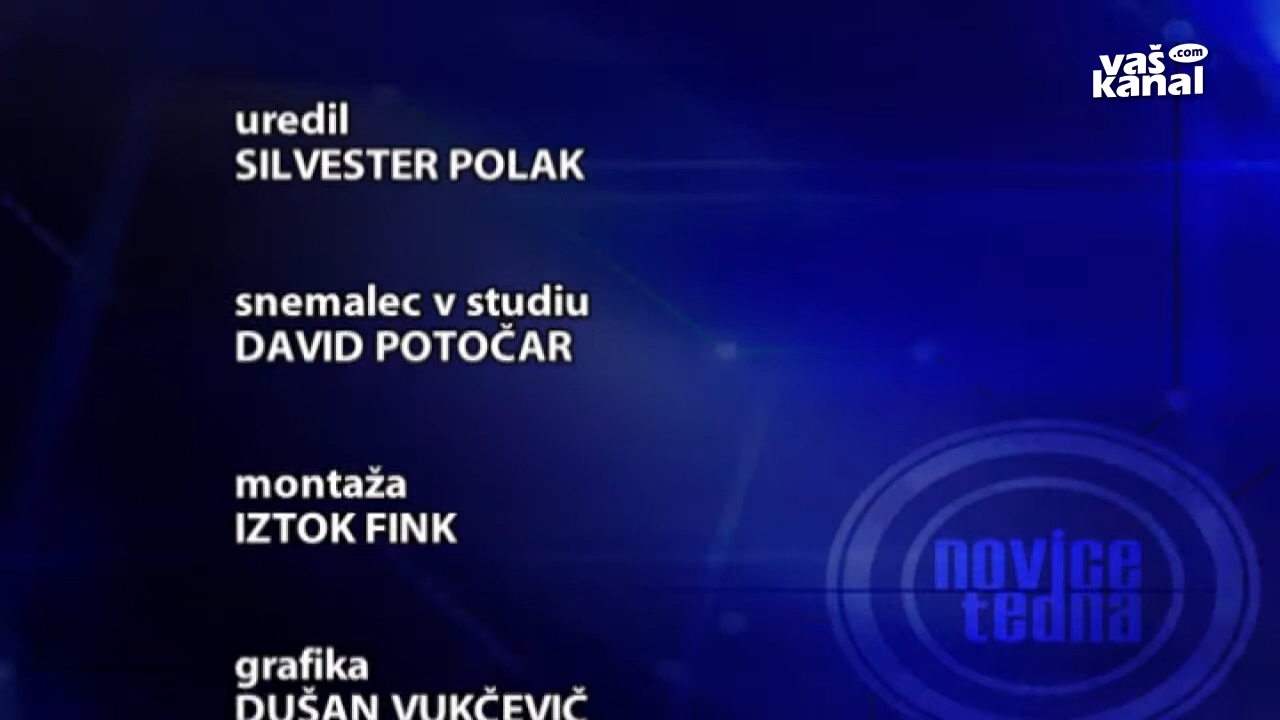 vaš
.com
kanal
uredil
SILVESTER POLAK
snemalec v studiu
DAVID POTOČAR
montaža
IZTOK FINK
grafika
DUŠAN VUKČEVIČ
novice
tedna